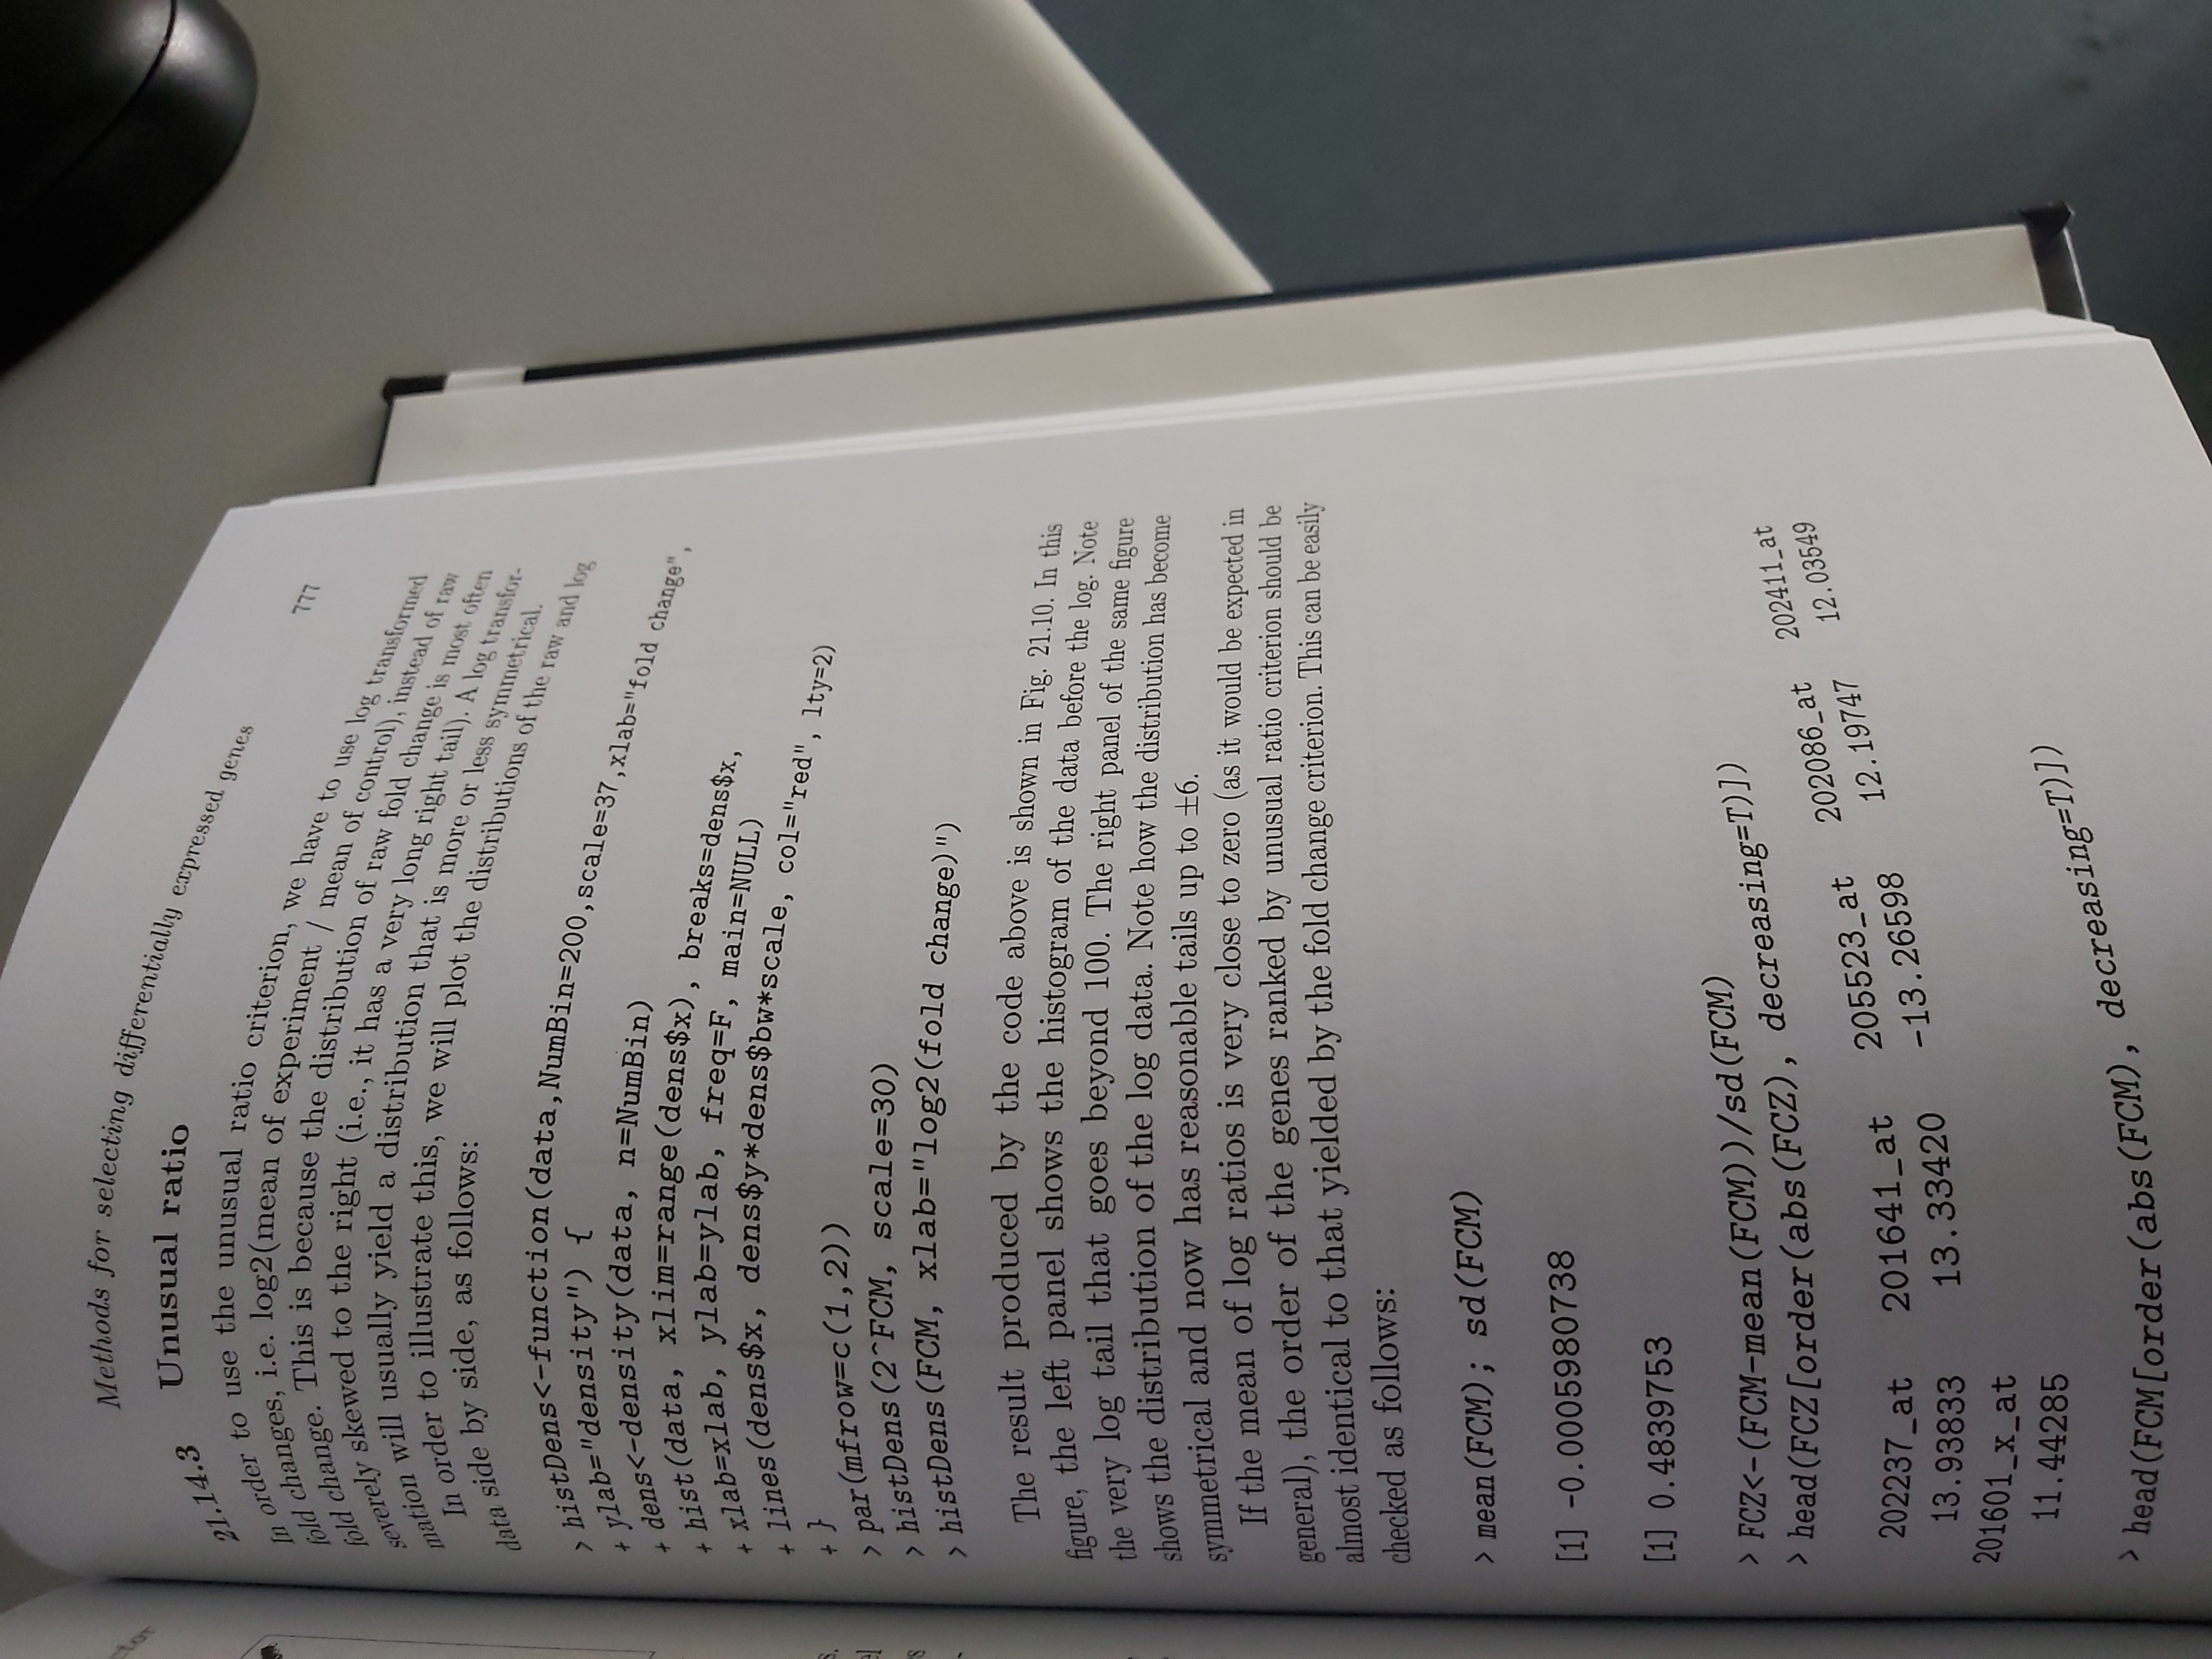 Methods for selecting differentially expressed genes
777
21.14.3 Unusual ratio
In order to use the unusual ratio criterion, we have to use log transformed
fold changes, i.e. log2(mean of experiment / mean of control), instead of raw
fold change. This is because the distribution of raw fold change is most often
severely skewed to the right (i.e., it has a very long right tail). A log transfor-
mation will usually yield a distribution that is more or less symmetrical.
In order to illustrate this, we will plot the distributions of the raw and log
data side by side, as follows:
> histDens<-function(data,NumBin=200,scale=37,xlab="fold change",
+ ylab="density") {
+ dens<-density(data, n=NumBin)
+ hist(data, xlim=range(dens$x), breaks=dens$x,
+ xlab=xlab, ylab=ylab, freq=F, main=NULL)
+ lines(dens$x, dens$y*dens$bw*scale, col="red", lty=2)
+ }
> par(mfrow=c(1,2))
> histDens(2^FCM, scale=30)
> histDens(FCM, xlab="log2(fold change)")
The result produced by the code above is shown in Fig. 21.10. In this
figure, the left panel shows the histogram of the data before the log. Note
the very log tail that goes beyond 100. The right panel of the same figure
shows the distribution of the log data. Note how the distribution has become
symmetrical and now has reasonable tails up to ±6.
If the mean of log ratios is very close to zero (as it would be expected in
general), the order of the genes ranked by unusual ratio criterion should be
almost identical to that yielded by the fold change criterion. This can be easily
checked as follows:
> mean(FCM); sd(FCM)
[1] -0.0005980738
[1] 0.4839753
> FCZ<-(FCM-mean(FCM))/sd(FCM)
> head(FCZ[order(abs(FCZ), decreasing=T)])
202237_at 201641_at 205523_at 202086_at 202411_at
13.93833 13.33420 -13.26598 12.19747 12.03549
201601_x_at
11.44285
> head(FCM[order(abs(FCM), decreasing=T)])